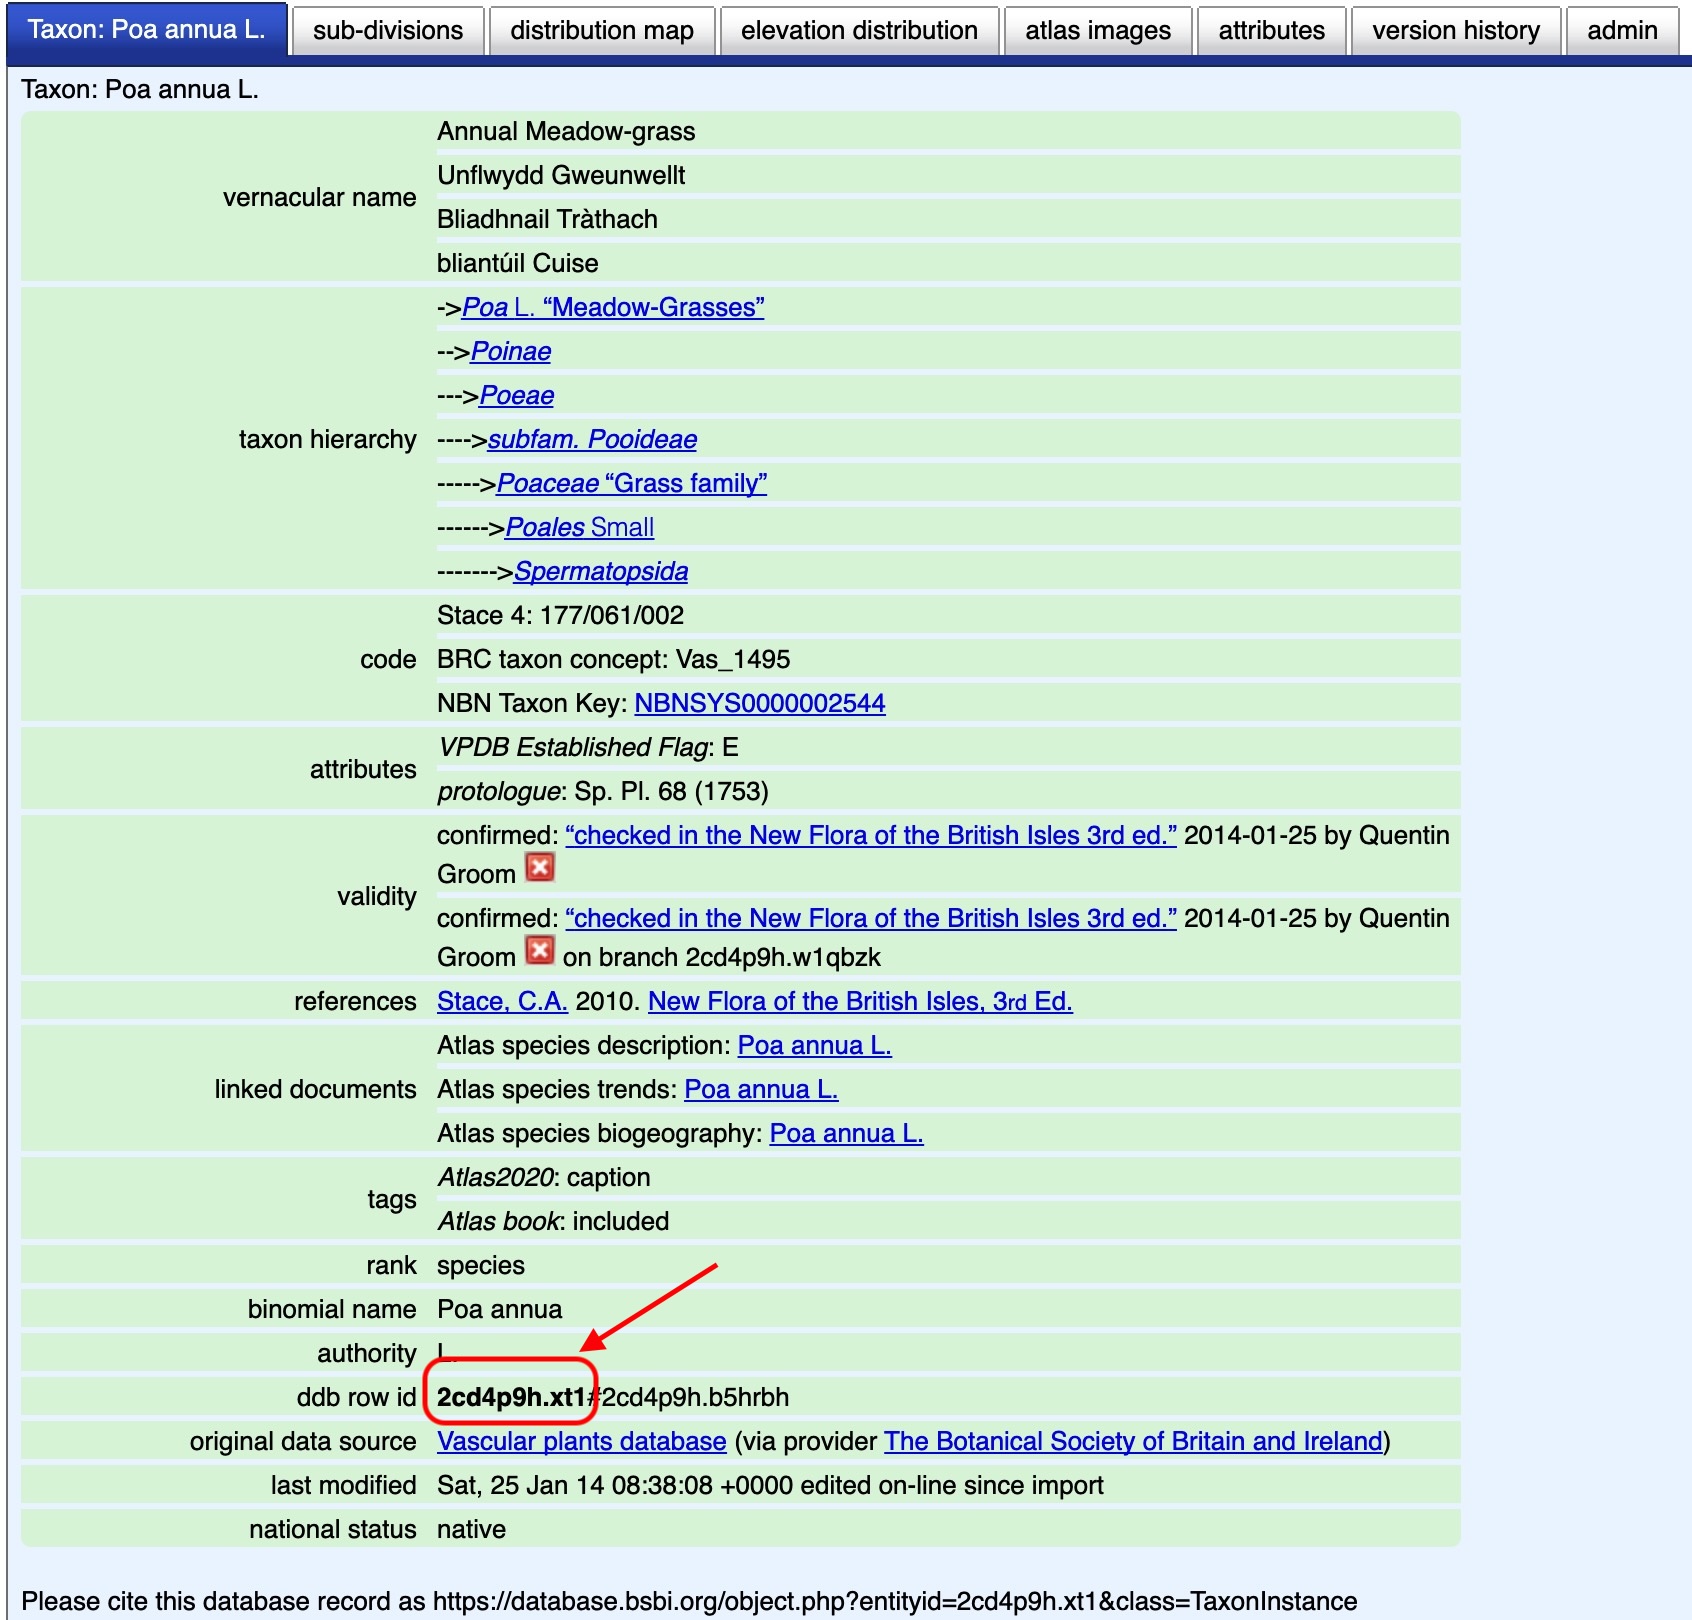 Taxon: Poa annua L. sub-divisions distribution map elevation distribution atlas images attributes version history admin
Taxon: Poa annua L.
vernacular name
Annual Meadow-grass
Unflwydd Gweunwellt
Bliadhnail Tràthach
bliantúil Cuise
taxon hierarchy
->Poa L. “Meadow-Grasses”
-->Poinae
--->Poeae
---->subfam. Pooideae
----->Poaceae “Grass family”
------>Poales Small
------->Spermatopsida
code
Stace 4: 177/061/002
BRC taxon concept: Vas_1495
NBN Taxon Key: NBNSYS0000002544
attributes
VPDB Established Flag: E
protologue: Sp. Pl. 68 (1753)
validity
confirmed: “checked in the New Flora of the British Isles 3rd ed.” 2014-01-25 by Quentin
Groom
confirmed: “checked in the New Flora of the British Isles 3rd ed.” 2014-01-25 by Quentin
Groom on branch 2cd4p9h.w1qbzk
references Stace, C.A. 2010. New Flora of the British Isles, 3rd Ed.
linked documents
Atlas species description: Poa annua L.
Atlas species trends: Poa annua L.
Atlas species biogeography: Poa annua L.
tags
Atlas2020: caption
Atlas book: included
rank species
binomial name Poa annua
authority L.
ddb row id 2cd4p9h.xt1#2cd4p9h.b5hrbh
original data source Vascular plants database (via provider The Botanical Society of Britain and Ireland)
last modified Sat, 25 Jan 14 08:38:08 +0000 edited on-line since import
national status native
Please cite this database record as https://database.bsbi.org/object.php?entityid=2cd4p9h.xt1&class=TaxonInstance